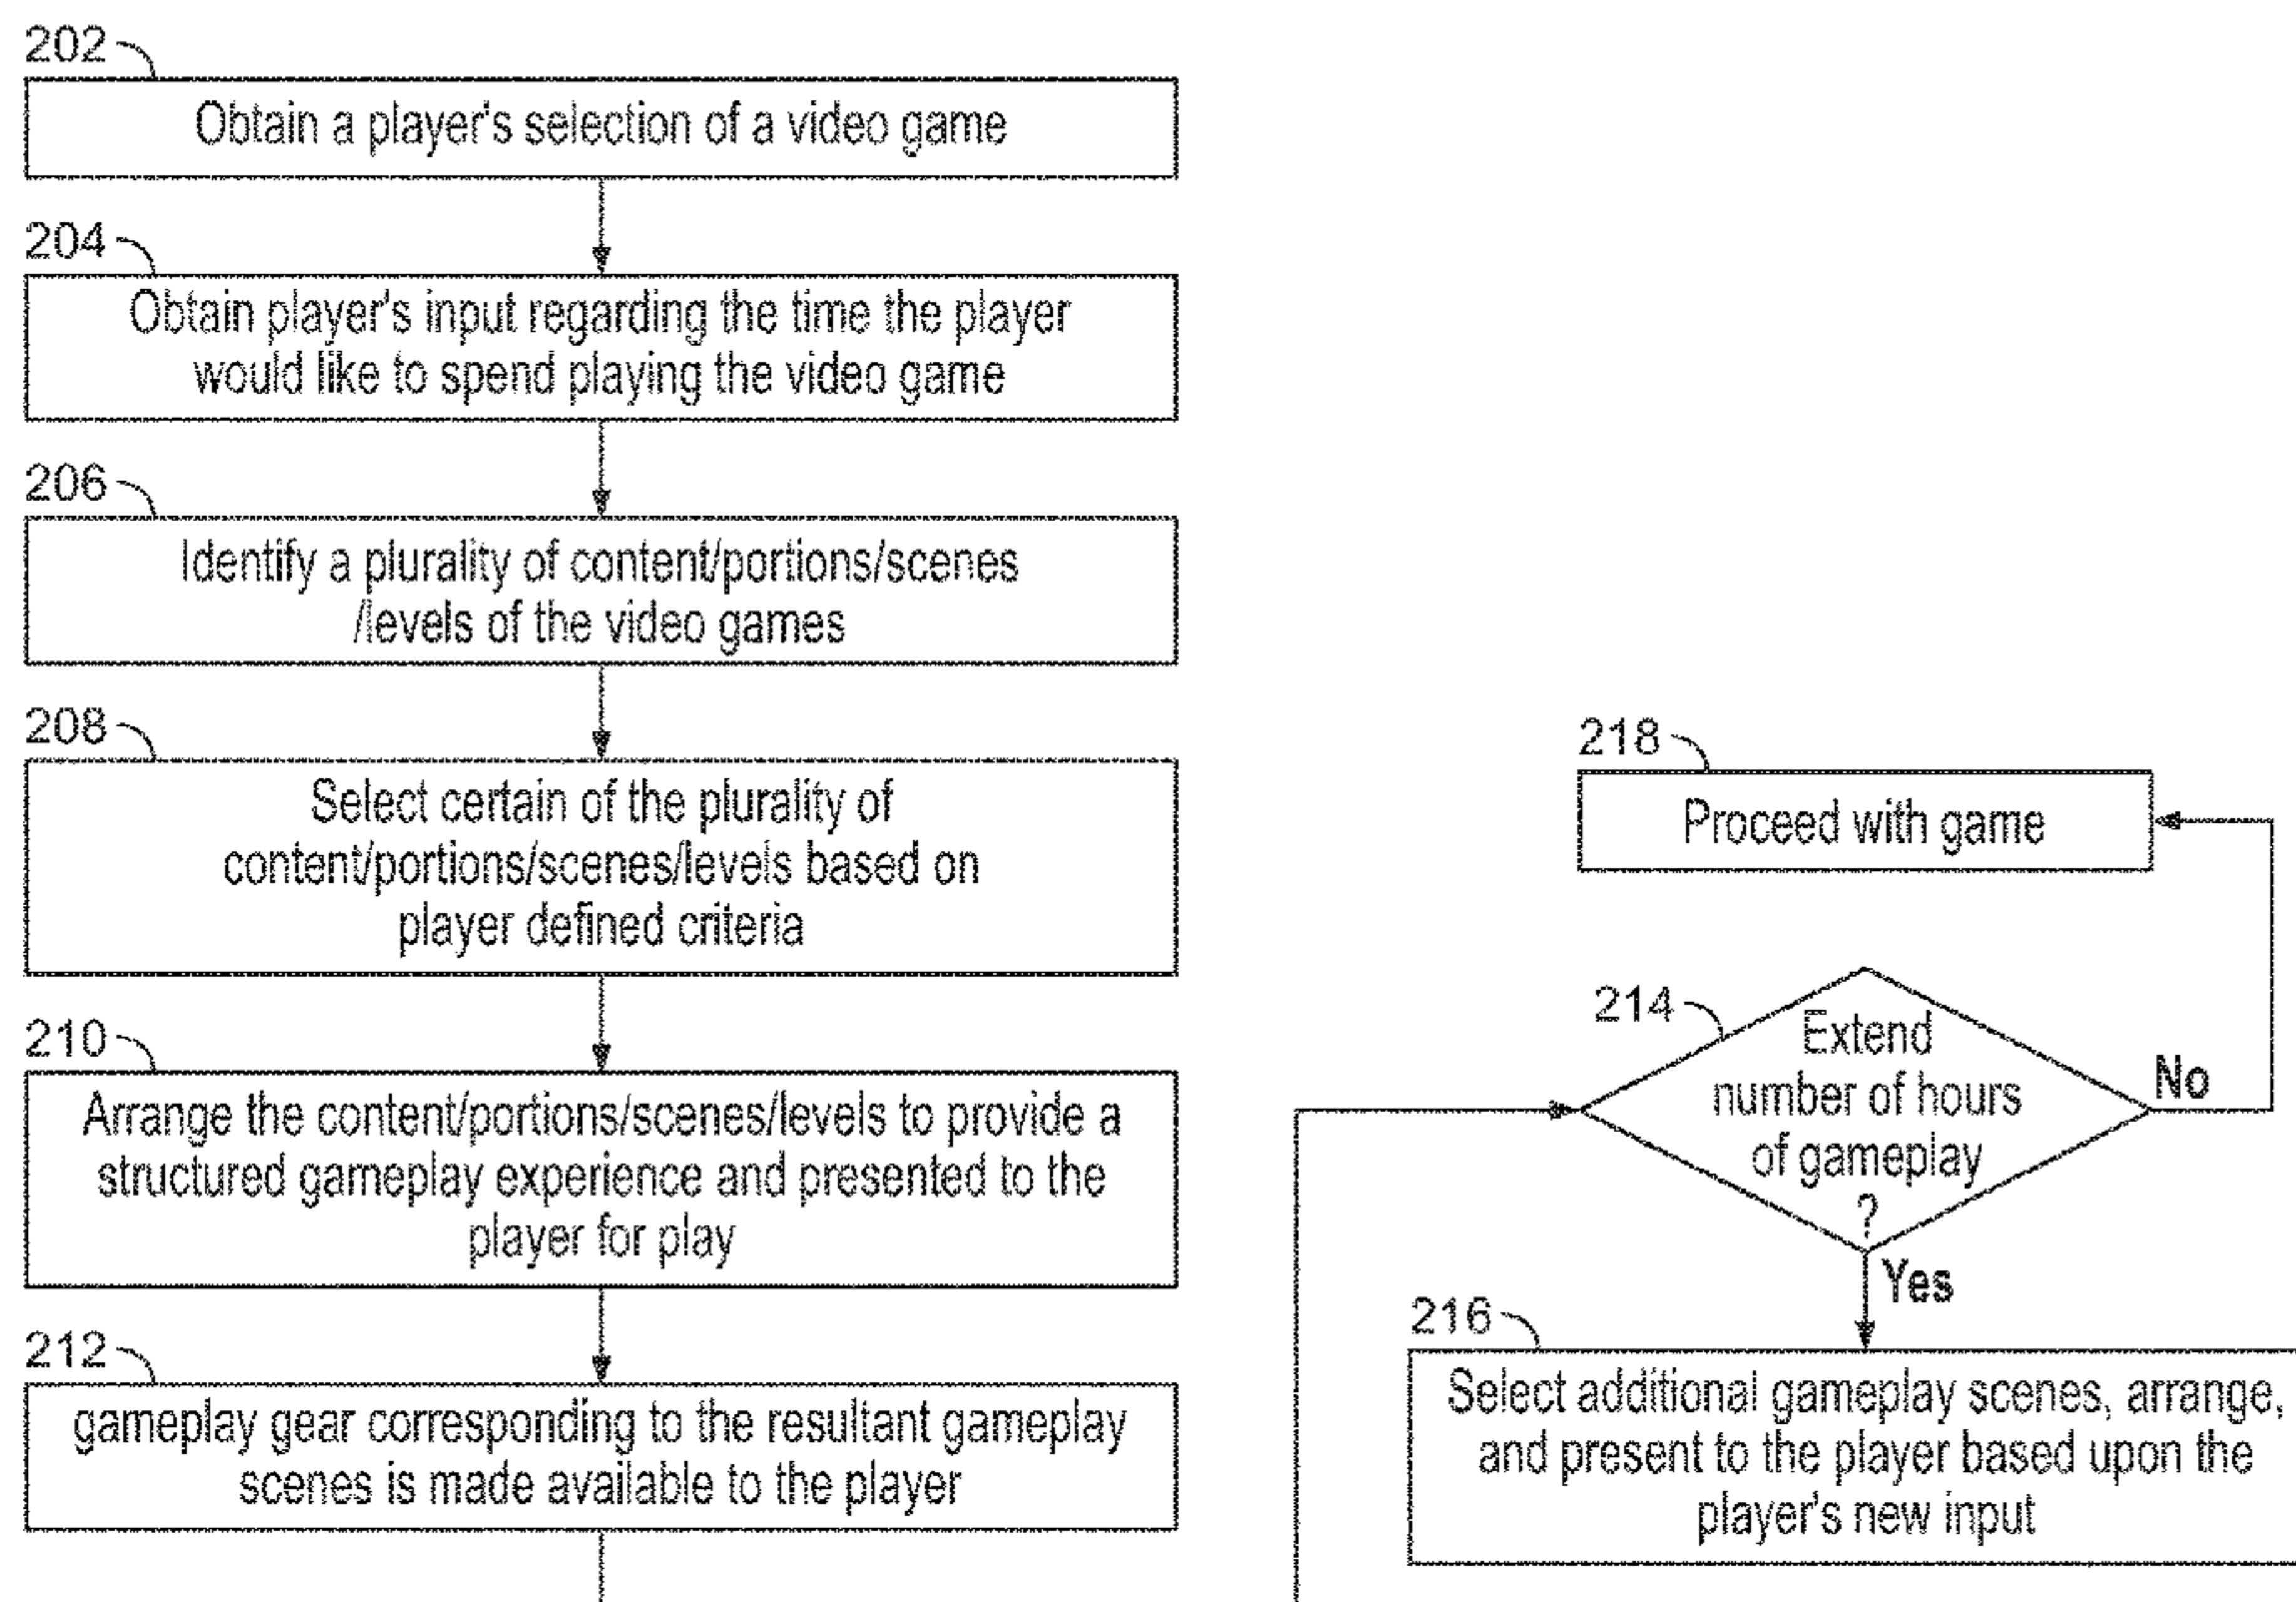 202
Obtain a player's selection of a video game
204
Obtain player's input regarding the time the player
would like to spend playing the video game
206
Identify a plurality of content/portions/scenes
/levels of the video games
208
Select certain of the plurality of
content/portions/scenes/levels based on
player defined criteria
210
Arrange the content/portions/scenes/levels to provide a
structured gameplay experience and presented to the
player for play
212
gameplay gear corresponding to the resultant gameplay
scenes is made available to the player
218
Proceed with game
214
Extend
number of hours
of gameplay
?
No
Yes
216
Select additional gameplay scenes, arrange,
and present to the player based upon the
player's new input